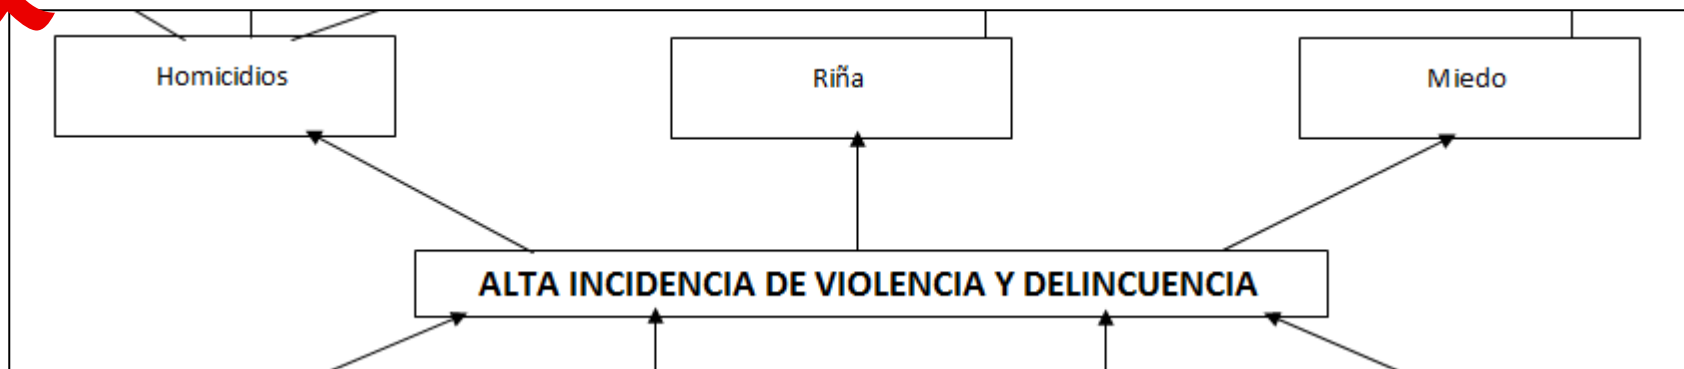 Homicidios
Riña
Miedo
ALTA INCIDENCIA DE VIOLENCIA Y DELINCUENCIA